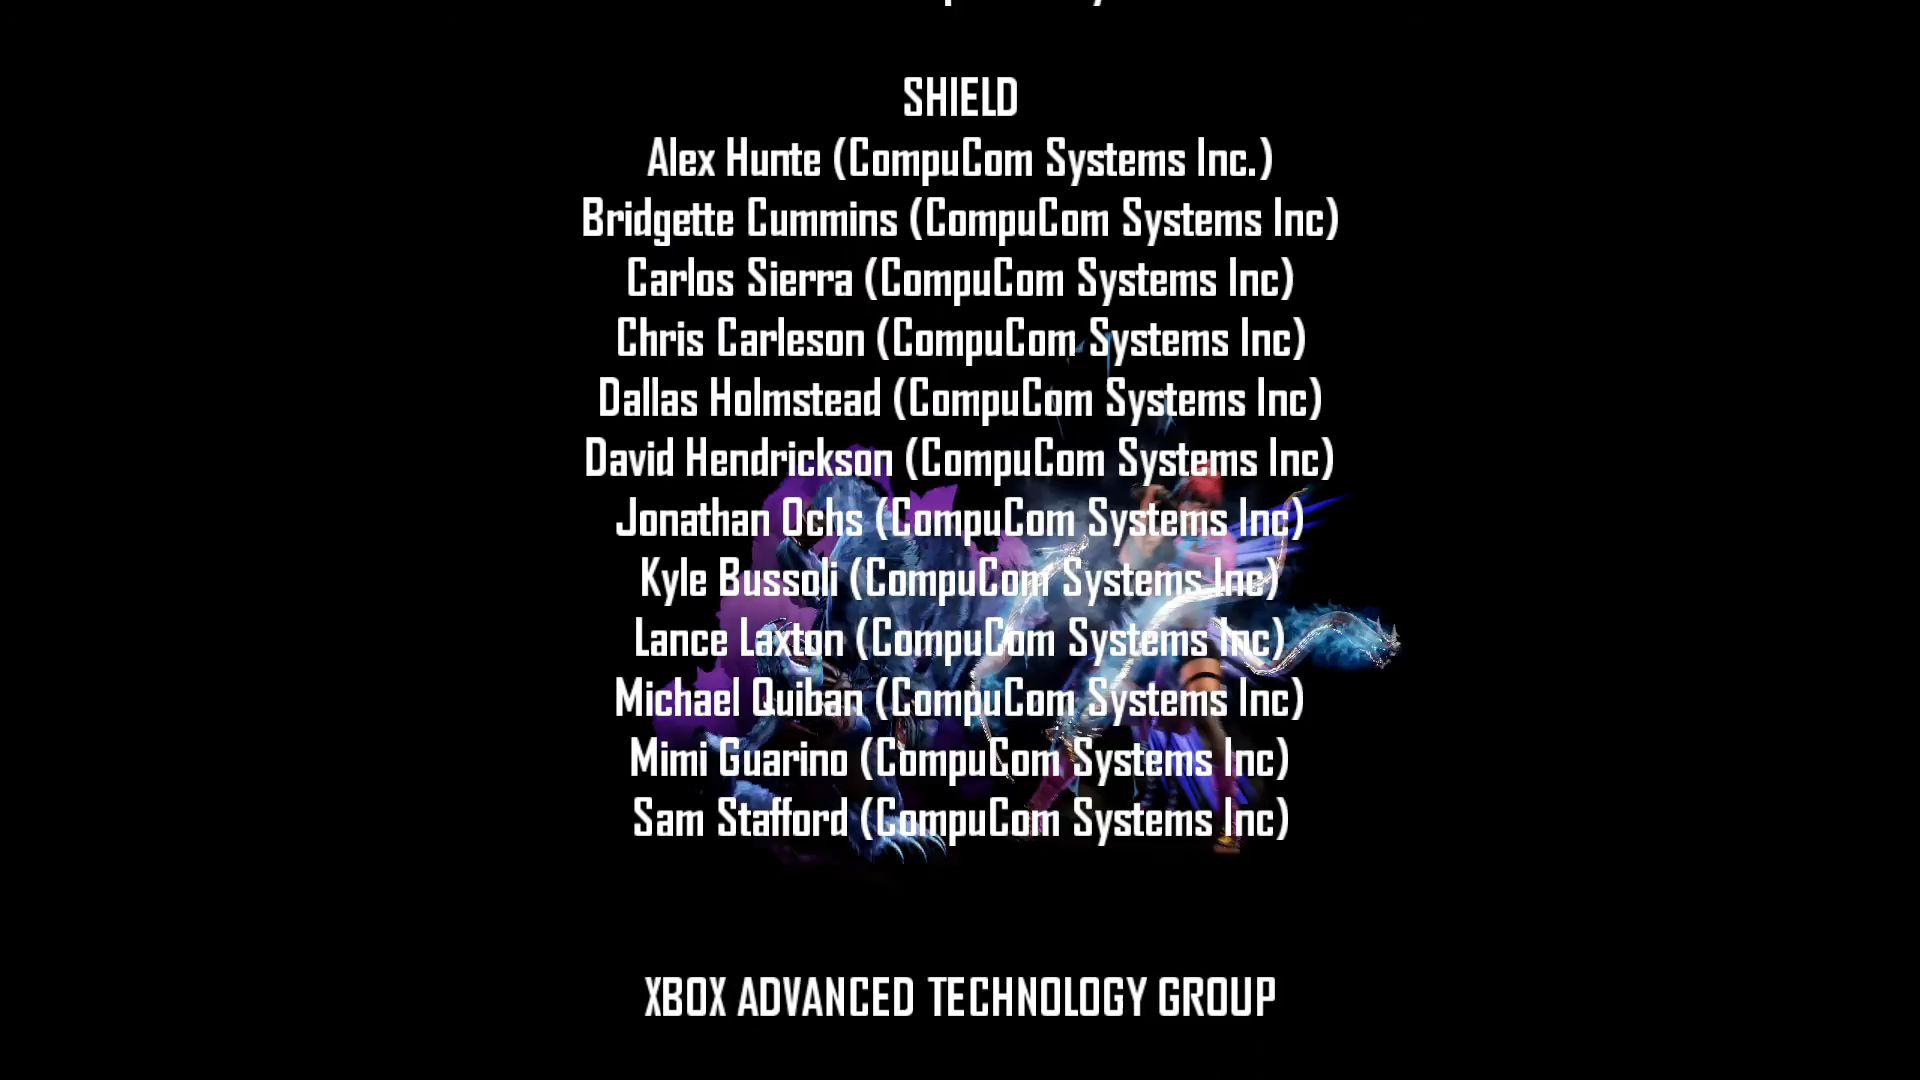 SHIELD
Alex Hunte (CompuCom Systems Inc.)
Bridgette Cummins (CompuCom Systems Inc)
Carlos Sierra (CompuCom Systems Inc)
Chris Carleson (CompuCom Systems Inc)
Dallas Holmstead (CompuCom Systems Inc)
David Hendrickson (CompuCom Systems Inc)
Jonathan Ochs (CompuCom Systems Inc)
Kyle Bussoli (CompuCom Systems Inc)
Lance Laxton (CompuCom Systems Inc)
Michael Quiban (CompuCom Systems Inc)
Mimi Guarino (CompuCom Systems Inc)
Sam Stafford (CompuCom Systems Inc)
XBOX ADVANCED TECHNOLOGY GROUP